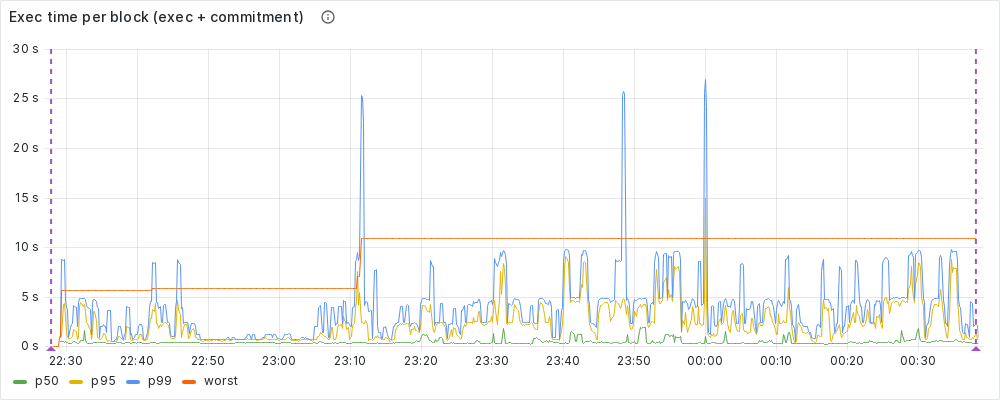 Exec time per block (exec + commitment)
30 s
25 s
20 s
15 s
10 s
5 s
0 s
22:30 22:40 22:50 23:00 23:10 23:20 23:30 23:40 23:50 00:00 00:10 00:20 00:30
p50 p95 p99 worst